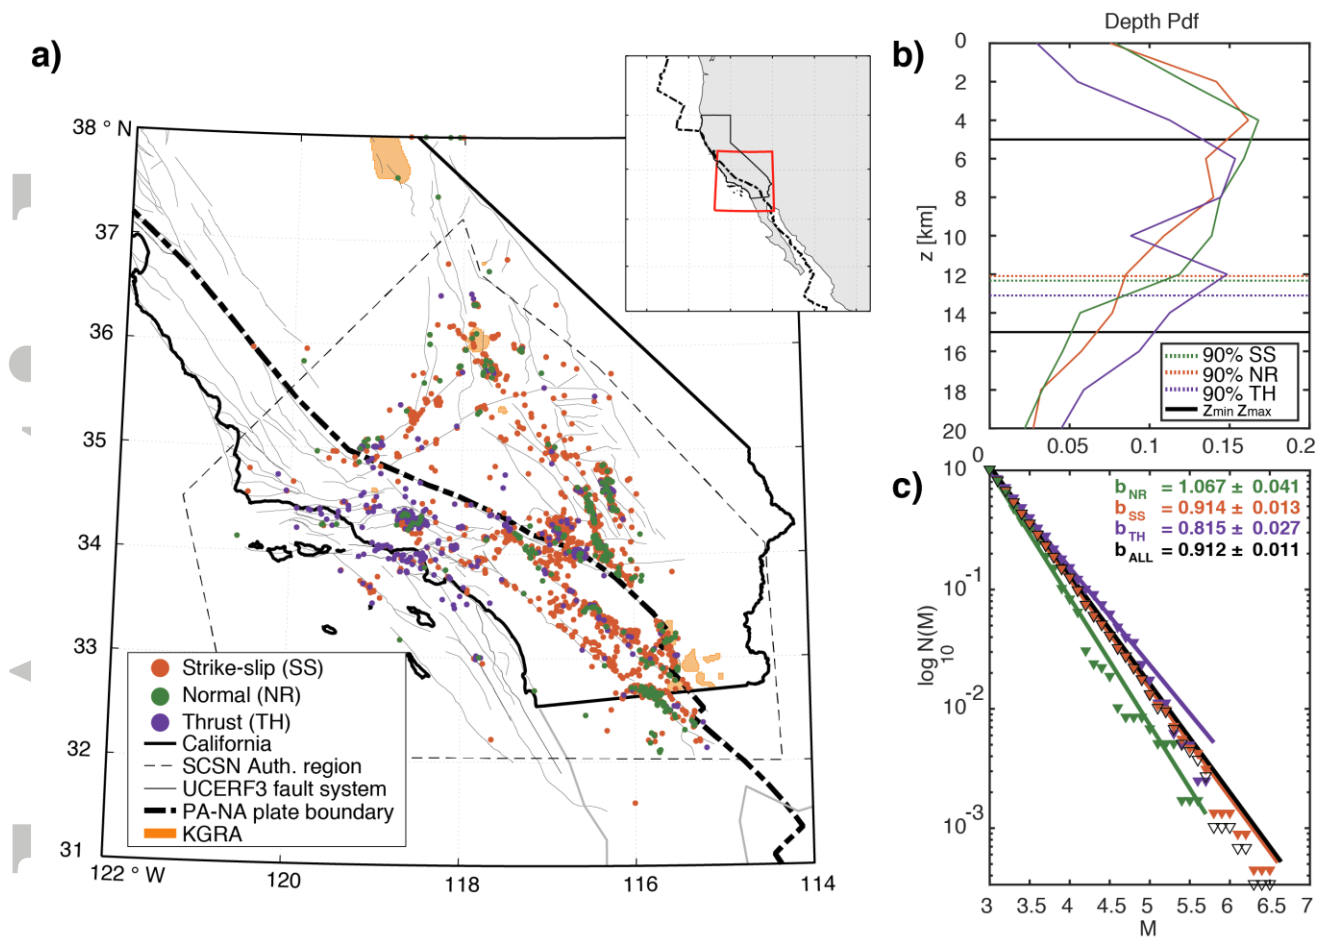 a)
38 ° N
37
36
35
34
33
32
31
122 ° W
120
118
116
114
Strike-slip (SS)
Normal (NR)
Thrust (TH)
California
SCSN Auth. region
UCERF3 fault system
PA-NA plate boundary
KGRA
b)
Depth Pdf
0
2
4
6
8
10
12
14
16
18
20
z [km]
90% SS
90% NR
90% TH
Zmin Zmax
0
0.05
0.1
0.15
0.2
c)
10
10-1
10-2
10-3
log10 N(M)
bNR = 1.067 ± 0.041
bSS = 0.914 ± 0.013
bTH = 0.815 ± 0.027
bALL = 0.912 ± 0.011
3
3.5
4
4.5
5
5.5
6
6.5
7
M